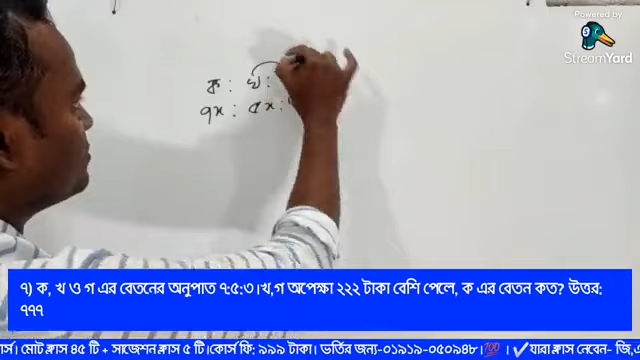 Powered by
StreamYard
ক : খ :
৭x : ৫x :
৭) ক, খ ও গ এর বেতনের অনুপাত ৭:৫:৩।খ,গ অপেক্ষা ২২২ টাকা বেশি পেলে, ক এর বেতন কত? উত্তর:
৭৭৭
কার্স। মোট ক্লাস ৪৫ টি + সাজেশন ক্লাস ৫ টি।কোর্স ফি: ৯৯৯ টাকা। ভর্তির জন্য-০১৯১৯-০৫০৯৪৮।💯 । ✔যারা ক্লাস নেবেন- জি,এ